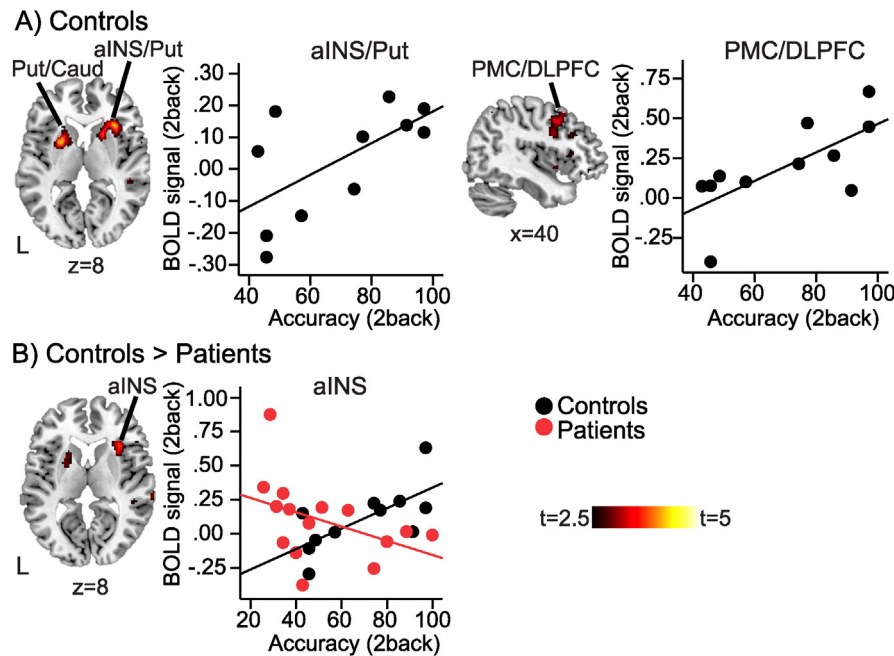 A) Controls
aINS/Put
Put/Caud
aINS/Put
PMC/DLPFC
PMC/DLPFC
BOLD signal (2back)
.30
.20
.10
.00
-.10
-.20
-.30
40 60 80 100
Accuracy (2back)
L
z=8
x=40
BOLD signal (2back)
.75
.50
.25
.00
-.25
40 60 80 100
Accuracy (2back)
B) Controls > Patients
aINS
aINS
L
z=8
BOLD signal (2back)
1.00
.75
.50
.25
.00
-.25
20 40 60 80 100
Accuracy (2back)
Controls
Patients
t=2.5 t=5